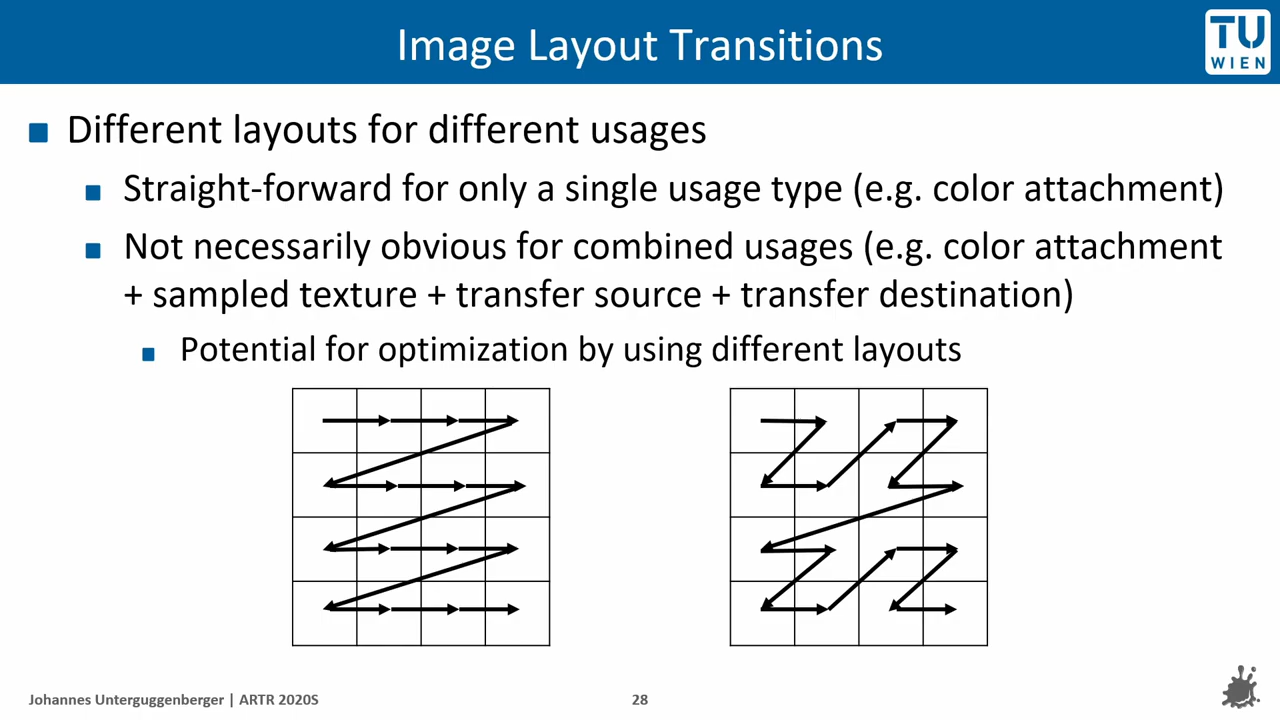 Image Layout Transitions
TU
WIEN
Different layouts for different usages
Straight-forward for only a single usage type (e.g. color attachment)
Not necessarily obvious for combined usages (e.g. color attachment
+ sampled texture + transfer source + transfer destination)
Potential for optimization by using different layouts
Johannes Unterguggenberger | ARTR 2020S
28